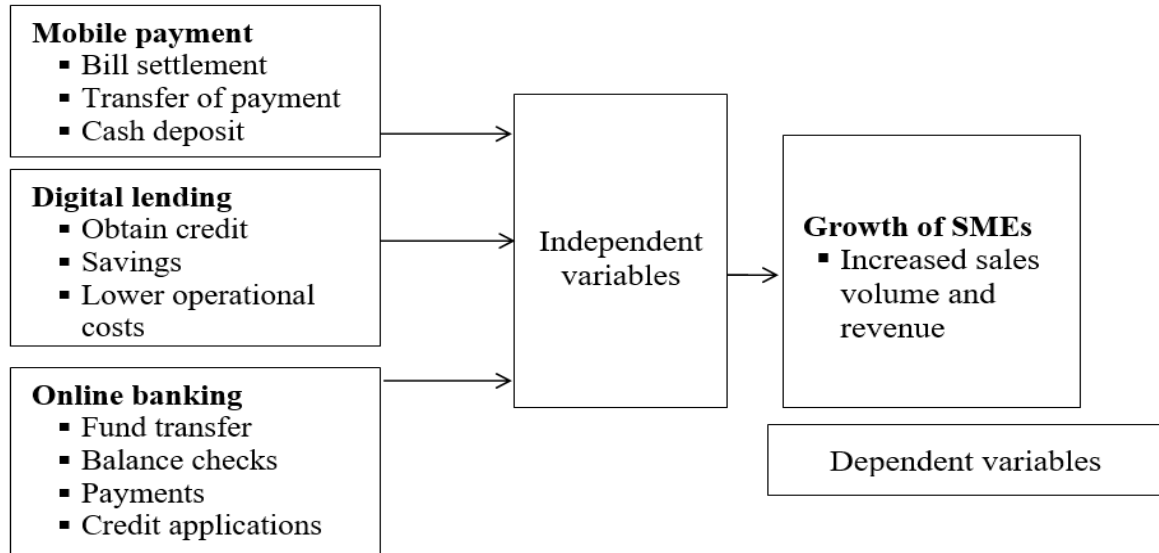 Mobile payment
▪ Bill settlement
▪ Transfer of payment
▪ Cash deposit
Digital lending
▪ Obtain credit
▪ Savings
▪ Lower operational
costs
Online banking
▪ Fund transfer
▪ Balance checks
▪ Payments
▪ Credit applications
Independent
variables
Growth of SMEs
▪ Increased sales
volume and
revenue
Dependent variables